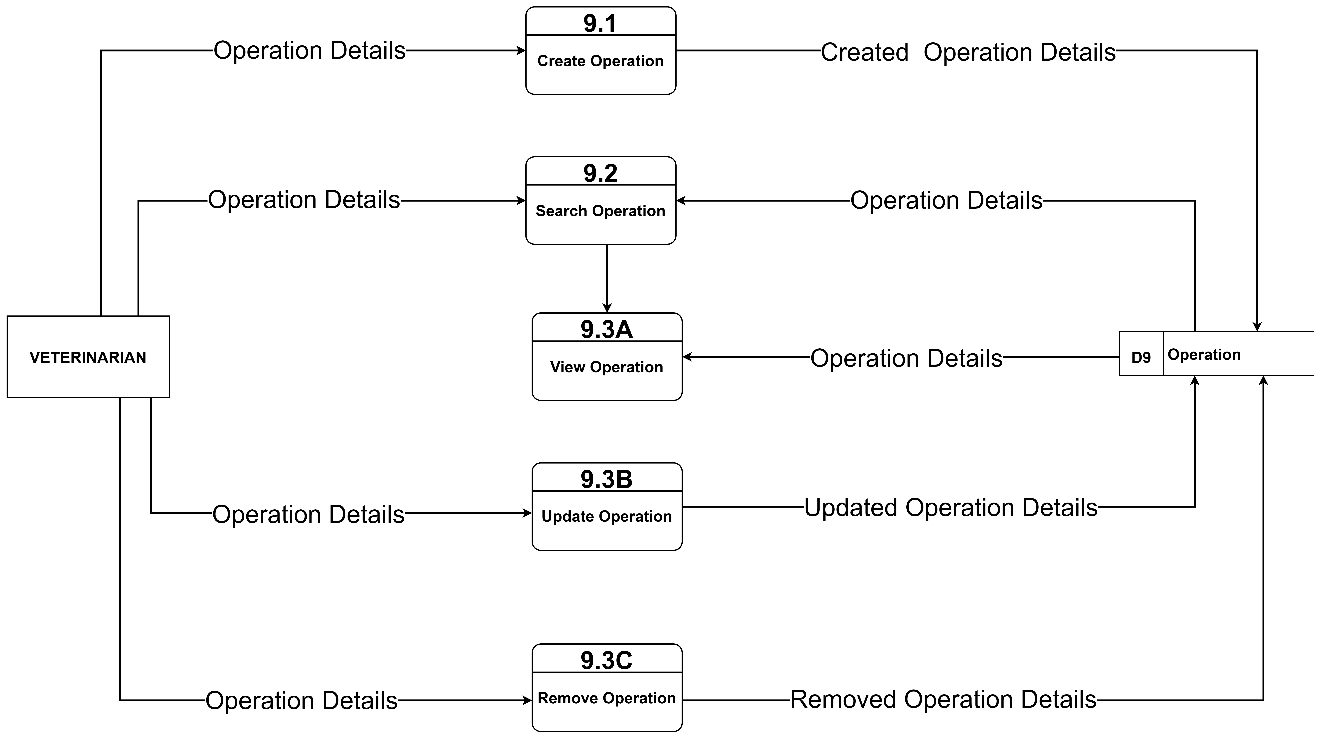 9.1
Operation Details
Create Operation
Created  Operation Details
9.2
Operation Details
Search Operation
Operation Details
9.3A
VETERINARIAN
View Operation
Operation Details
D9
Operation
9.3B
Operation Details
Update Operation
Updated Operation Details
9.3C
Operation Details
Remove Operation
Removed Operation Details